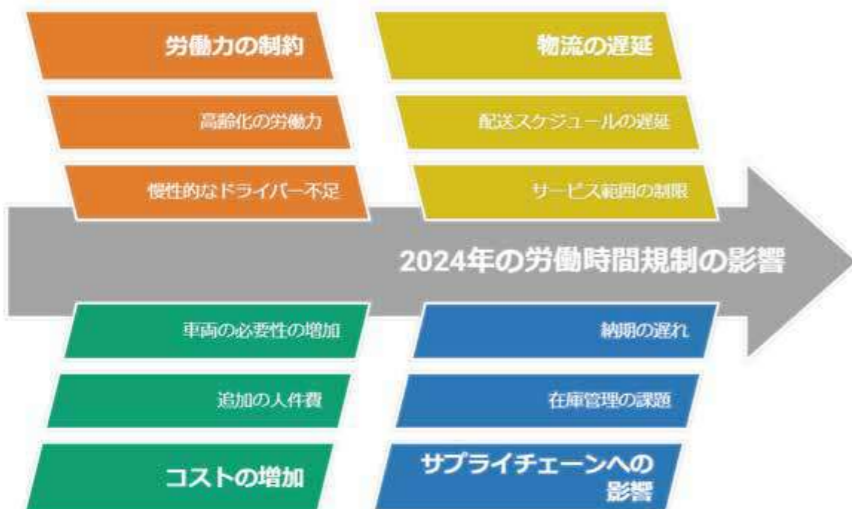 労働力の制約
物流の遅延
高齢化の労働力
配送スケジュールの遅延
慢性的なドライバー不足
サービス範囲の制限
2024年の労働時間規制の影響
車両の必要性の増加
納期の遅れ
追加の人件費
在庫管理の課題
コストの増加
サプライチェーンへの
影響